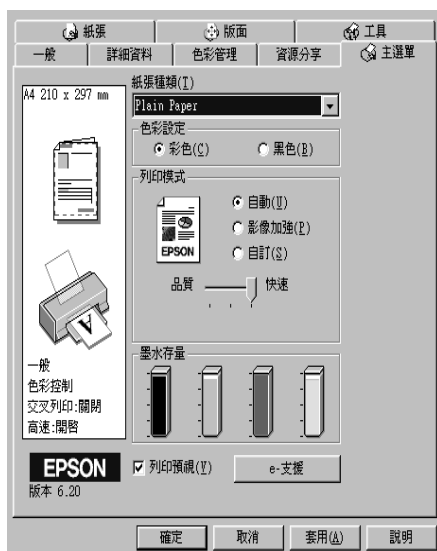 紙張 版面 工具
一般 詳細資料 色彩管理 資源分享 主選單
A4 210 x 297 mm
紙張種類(T)
Plain Paper
色彩設定
彩色(C) 黑色(B)
列印模式
自動(U)
影像加強(P)
自訂(S)
EPSON
品質 快速
墨水存量
一般
色彩控制
交叉列印:關閉
高速:開啓
EPSON
版本 6.20
列印預視(V) e-支援
確定 取消 套用(A) 說明